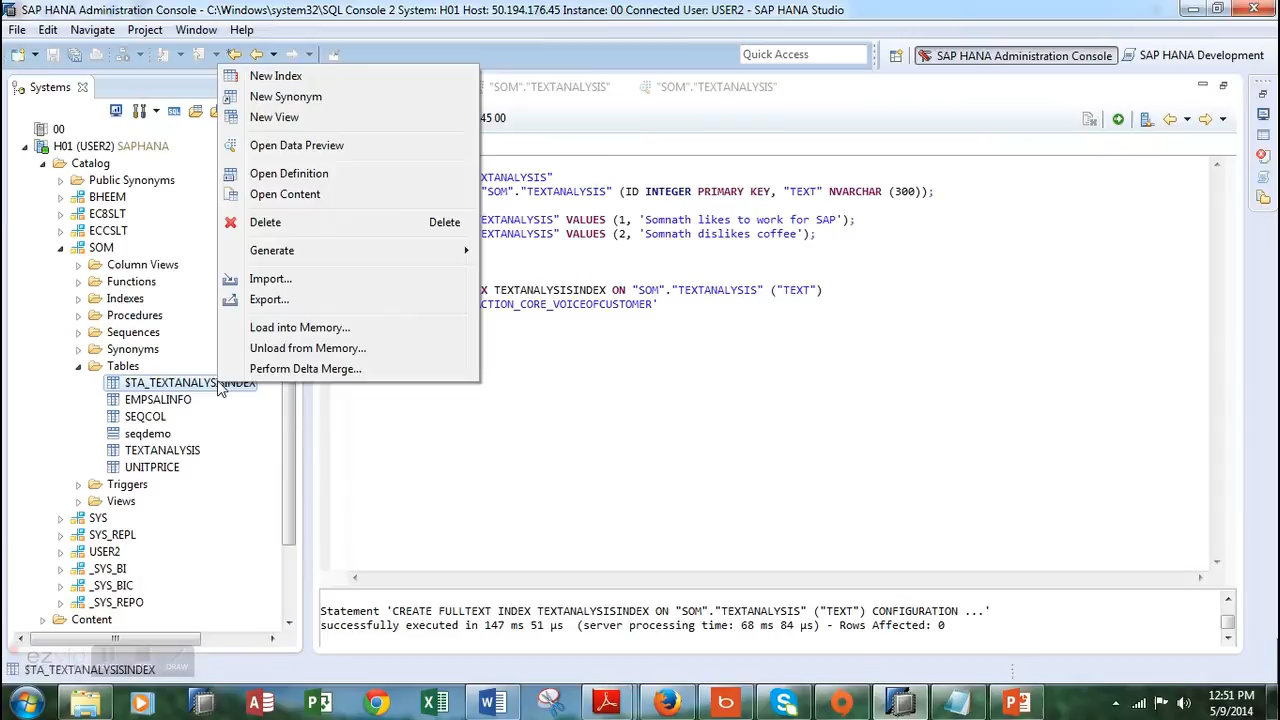 SAP HANA Administration Console - C:\Windows\system32\SQL Console 2 System: H01 Host: 50.194.176.45 Instance: 00 Connected User: USER2 - SAP HANA Studio
File Edit Navigate Project Window Help
Quick Access
SAP HANA Administration Console
SAP HANA Development
Systems
"SOM"."TEXTANALYSIS"
"SOM"."TEXTANALYSIS"
SQL
45 00
00
H01 (USER2) SAPHANA
Catalog
Public Synonyms
BHEEM
EC8SLT
ECCSLT
SOM
Column Views
Functions
Indexes
Procedures
Sequences
Synonyms
Tables
$TA_TEXTANALYSISINDEX
EMPSALINFO
SEQCOL
seqdemo
TEXTANALYSIS
UNITPRICE
Triggers
Views
SYS
SYS_REPL
USER2
_SYS_BI
_SYS_BIC
_SYS_REPO
Content
New Index
New Synonym
New View
Open Data Preview
Open Definition
Open Content
Delete Delete
Generate
Import...
Export...
Load into Memory...
Unload from Memory...
Perform Delta Merge...
XTANALYSIS"
"SOM"."TEXTANALYSIS" (ID INTEGER PRIMARY KEY, "TEXT" NVARCHAR (300));
EXTANALYSIS" VALUES (1, 'Somnath likes to work for SAP');
EXTANALYSIS" VALUES (2, 'Somnath dislikes coffee');
X TEXTANALYSISINDEX ON "SOM"."TEXTANALYSIS" ("TEXT")
CTION_CORE_VOICEOFCUSTOMER'
Statement 'CREATE FULLTEXT INDEX TEXTANALYSISINDEX ON "SOM"."TEXTANALYSIS" ("TEXT") CONFIGURATION ...'
successfully executed in 147 ms 51 µs (server processing time: 68 ms 84 µs) - Rows Affected: 0
DRAW
$TA_TEXTANALYSISINDEX
12:51 PM
5/9/2014